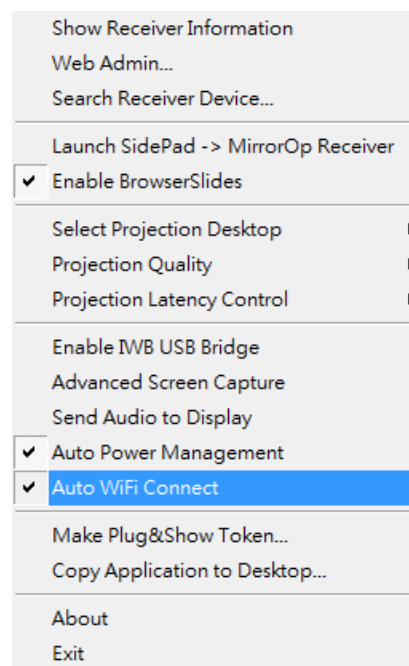 Show Receiver Information
Web Admin...
Search Receiver Device...
Launch SidePad -> MirrorOp Receiver
Enable BrowserSlides
Select Projection Desktop
Projection Quality
Projection Latency Control
Enable IWB USB Bridge
Advanced Screen Capture
Send Audio to Display
Auto Power Management
Auto WiFi Connect
Make Plug&Show Token...
Copy Application to Desktop...
About
Exit